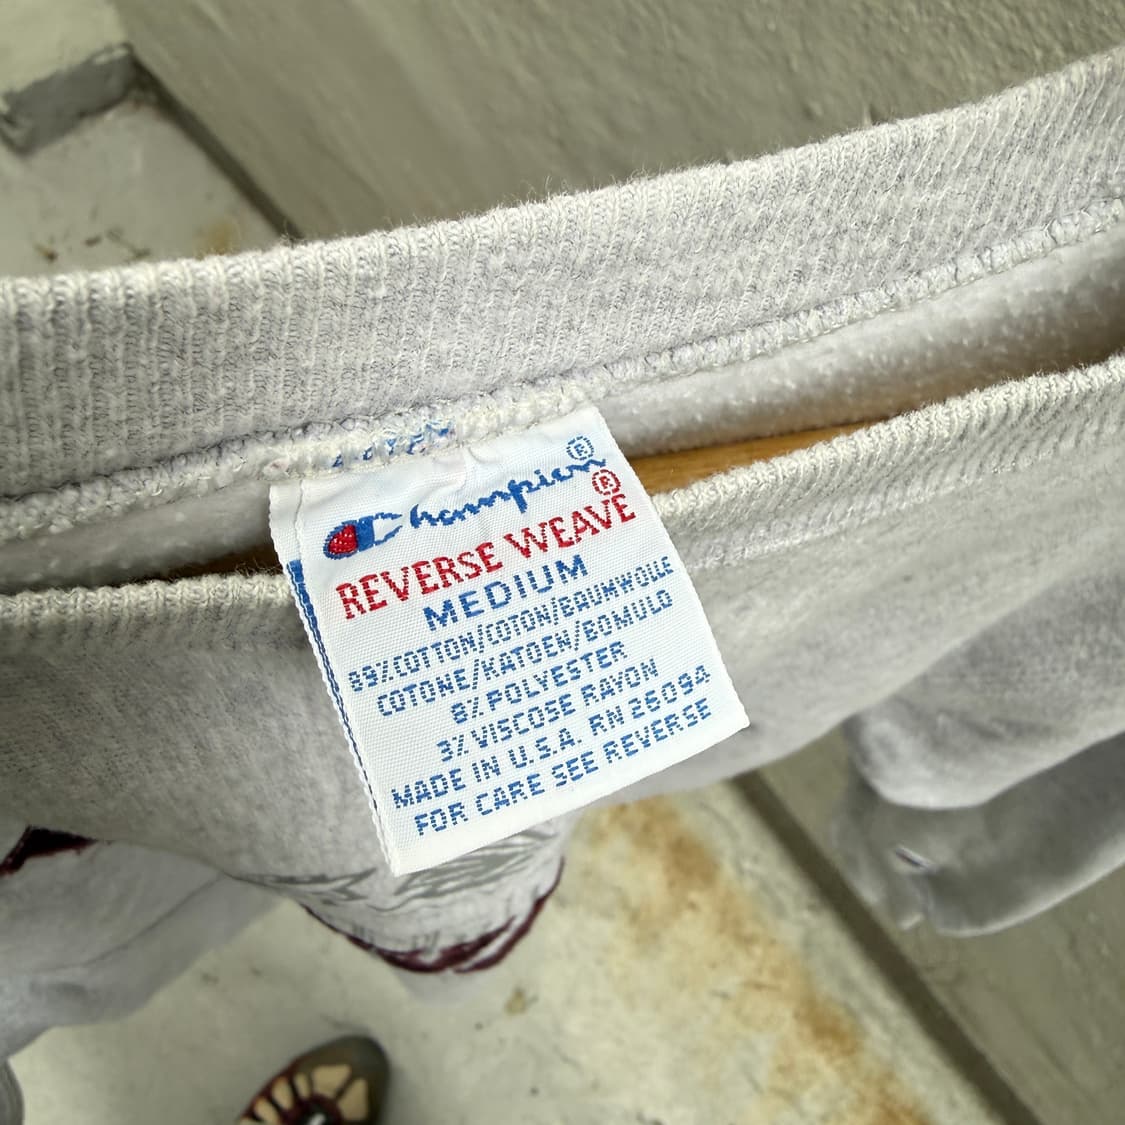 Champion®
REVERSE WEAVE®
MEDIUM
89% COTTON/COTON/BAUMWOLLE
COTONE/KATOEN/BOMULD
8% POLYESTER
3% VISCOSE RAYON
MADE IN U.S.A. RN 26094
FOR CARE SEE REVERSE